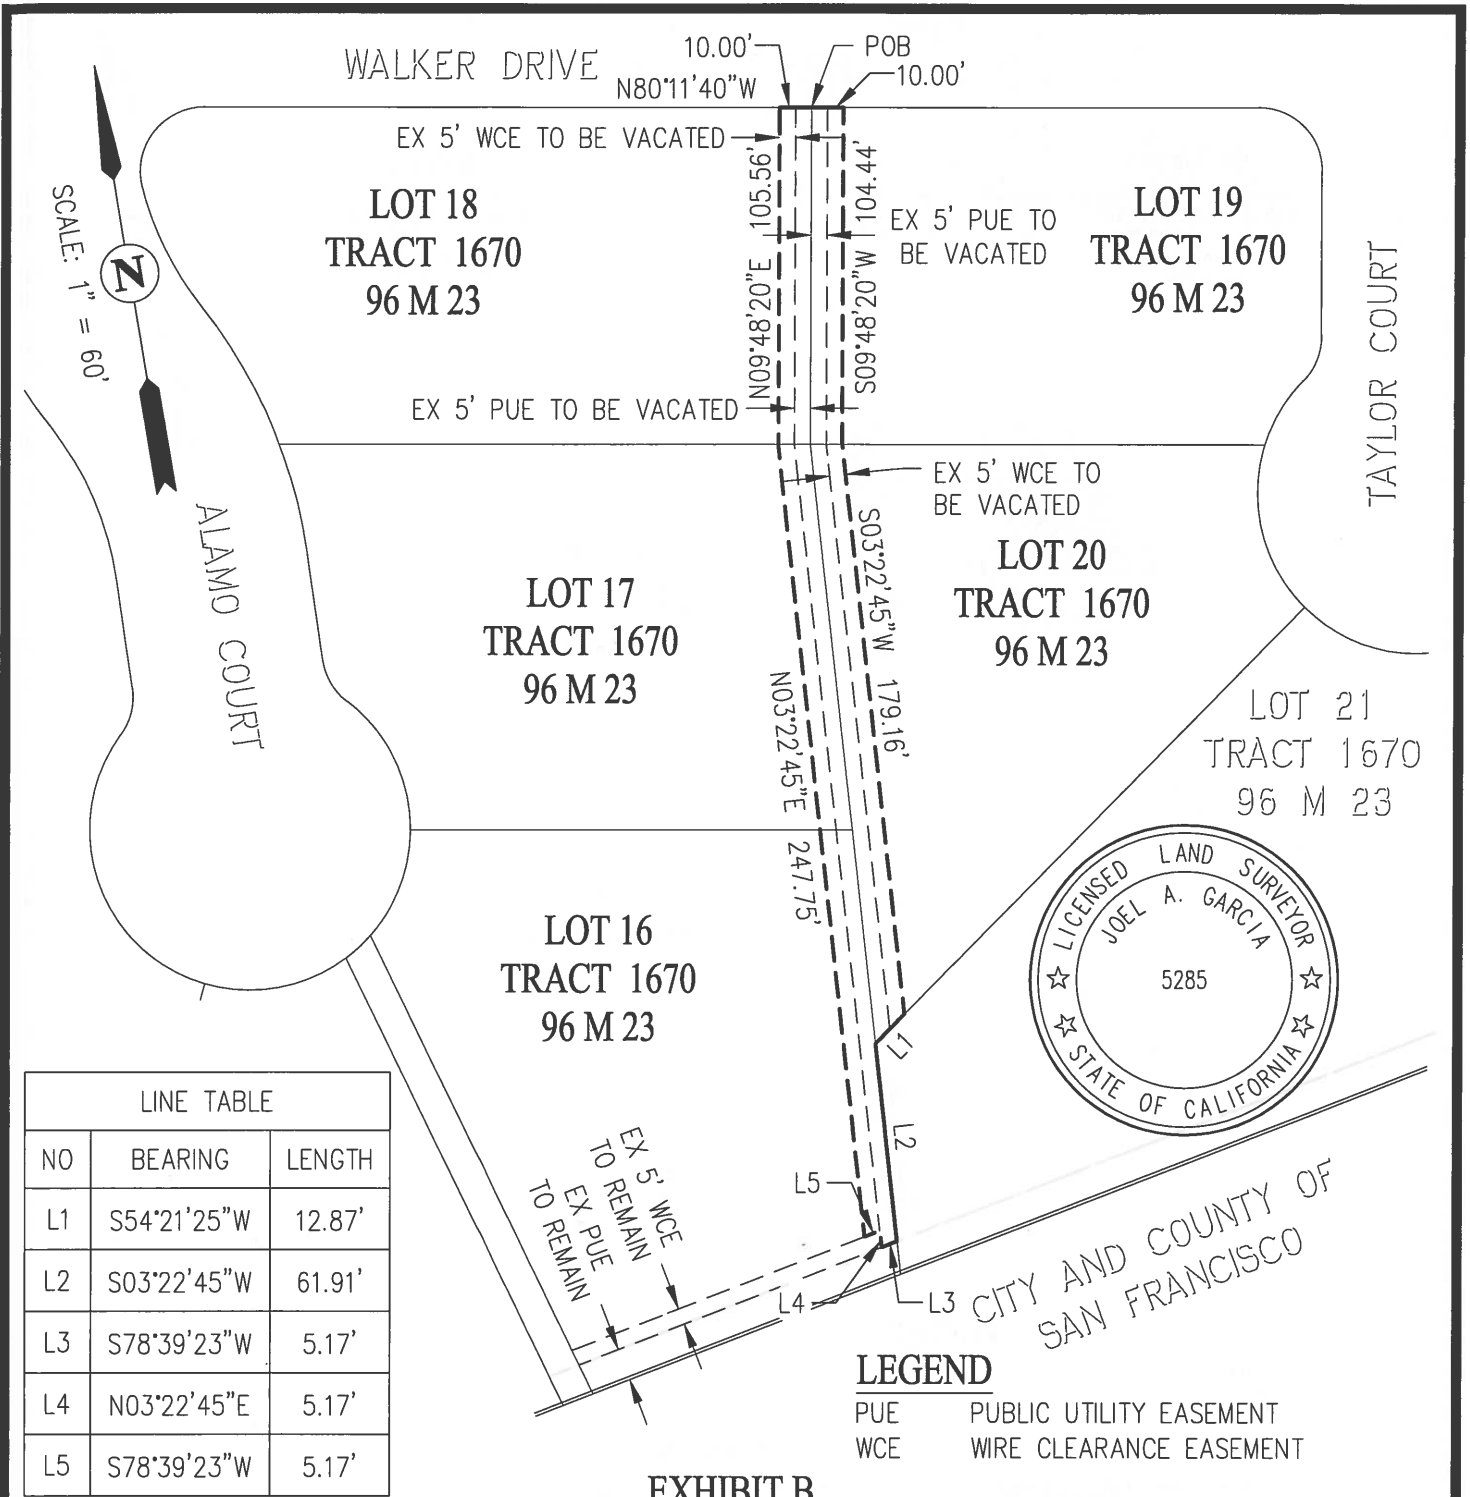 WALKER DRIVE
10.00'
POB
10.00'
N80°11'40"W
EX 5' WCE TO BE VACATED
N09°48'20"E 105.56'
S09°48'20"W 104.44'
LOT 18
TRACT 1670
96 M 23
EX 5' PUE TO
BE VACATED
LOT 19
TRACT 1670
96 M 23
TAYLOR COURT
SCALE: 1" = 60'
N
EX 5' PUE TO BE VACATED
EX 5' WCE TO
BE VACATED
ALAMO COURT
LOT 17
TRACT 1670
96 M 23
LOT 20
TRACT 1670
96 M 23
S03°22'45"W 179.16'
N03°22'45"E 247.75'
LOT 21
TRACT 1670
96 M 23
LICENSED LAND SURVEYOR
JOEL A. GARCIA
5285
STATE OF CALIFORNIA
LOT 16
TRACT 1670
96 M 23
L1
L2
L5
L4
L3
EX 5' WCE
TO REMAIN
EX PUE
TO REMAIN
CITY AND COUNTY OF
SAN FRANCISCO
LINE TABLE
NO BEARING LENGTH
L1 S54°21'25"W 12.87'
L2 S03°22'45"W 61.91'
L3 S78°39'23"W 5.17'
L4 N03°22'45"E 5.17'
L5 S78°39'23"W 5.17'
LEGEND
PUE PUBLIC UTILITY EASEMENT
WCE WIRE CLEARANCE EASEMENT
EXHIBIT B